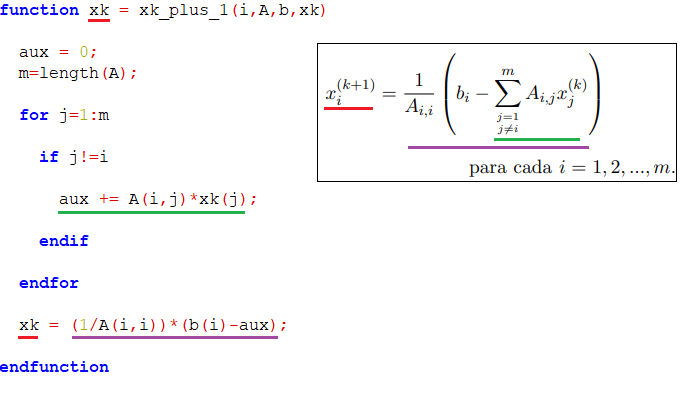 function xk = xk_plus_1(i,A,b,xk)
aux = 0;
m=length(A);
for j=1:m
if j!=i
aux += A(i,j)*xk(j);
endif
endfor
xk = (1/A(i,i))*(b(i)-aux);
endfunction
x_i^{(k+1)} = \frac{1}{A_{i,i}} \left( b_i - \sum_{\substack{j=1 \\ j \neq i}}^{m} A_{i,j} x_j^{(k)} \right)
para cada i = 1, 2, ..., m.